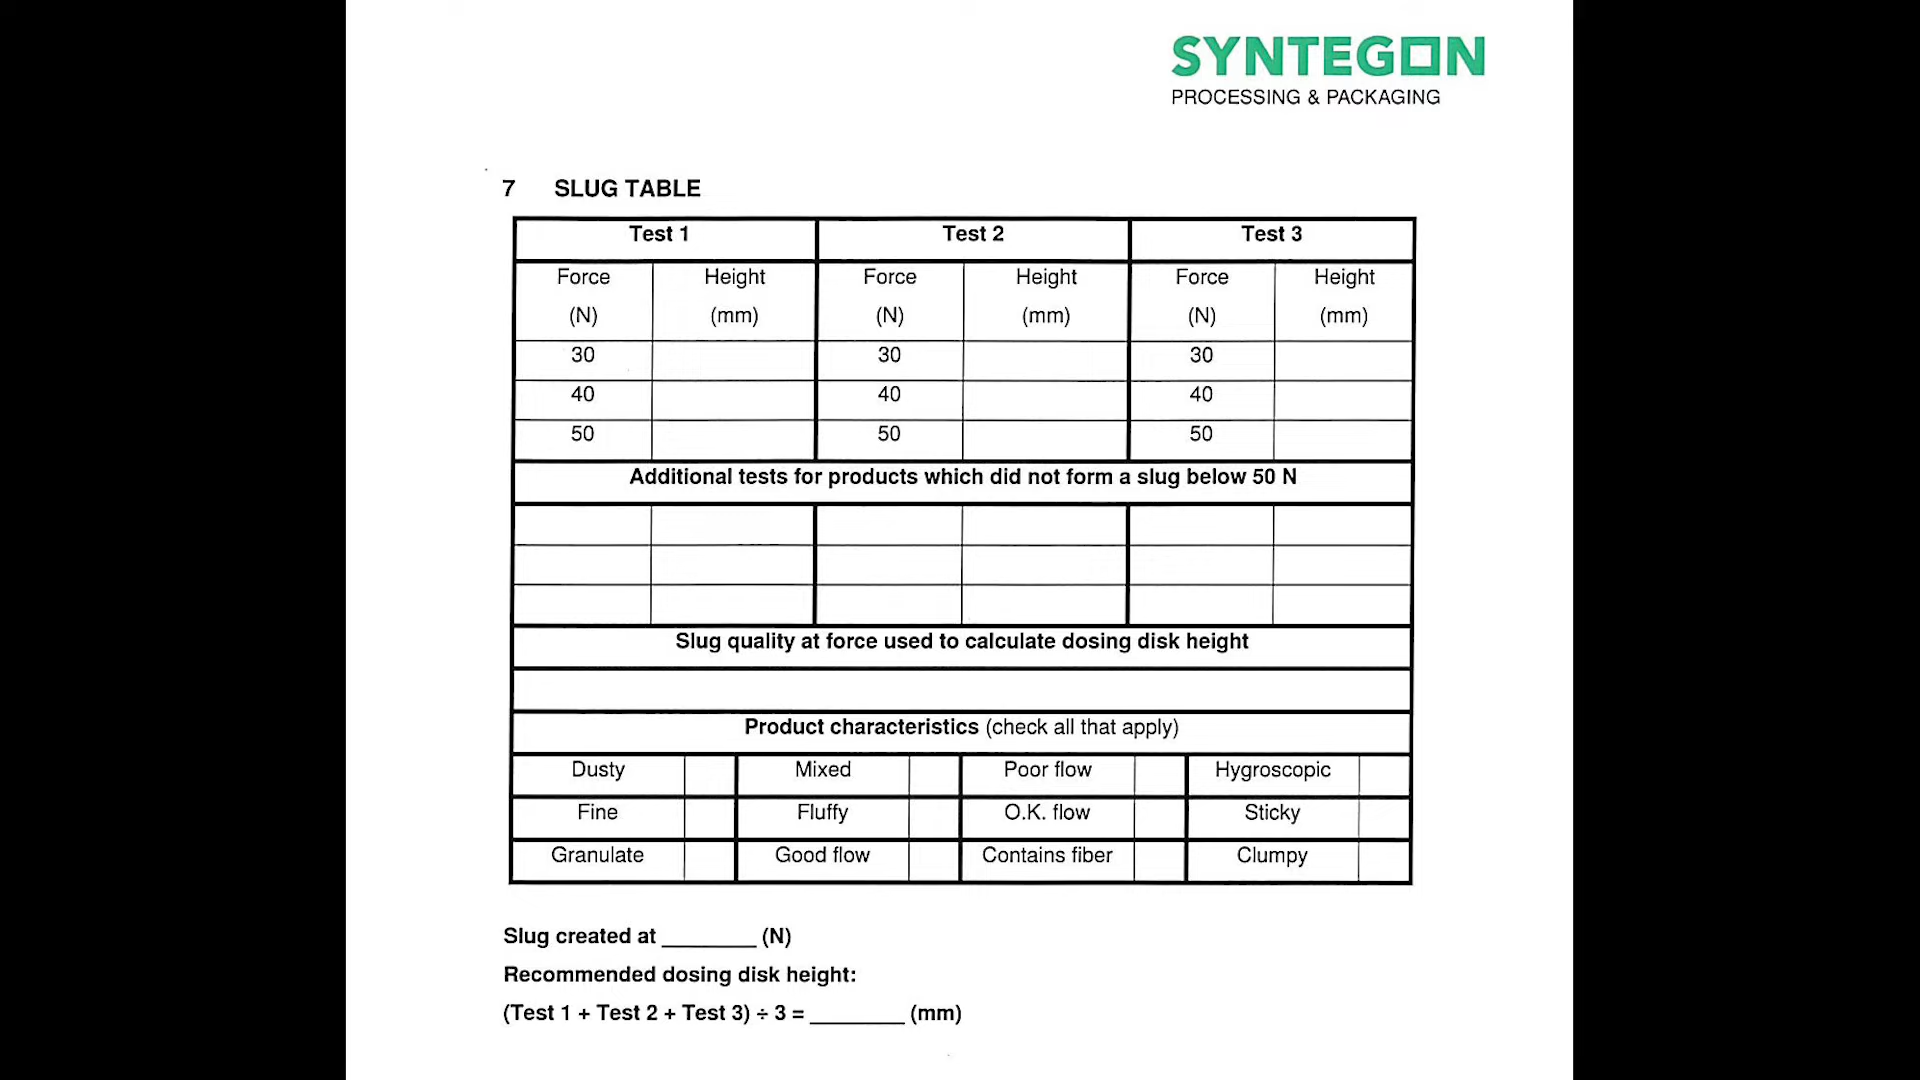 SYNTEGON
PROCESSING & PACKAGING
7 SLUG TABLE
Test 1 Test 2 Test 3
Force Height Force Height Force Height
(N) (mm) (N) (mm) (N) (mm)
30 30 30
40 40 40
50 50 50
Additional tests for products which did not form a slug below 50 N
Slug quality at force used to calculate dosing disk height
Product characteristics (check all that apply)
Dusty Mixed Poor flow Hygroscopic
Fine Fluffy O.K. flow Sticky
Granulate Good flow Contains fiber Clumpy
Slug created at ________ (N)
Recommended dosing disk height:
(Test 1 + Test 2 + Test 3) ÷ 3 = ________ (mm)